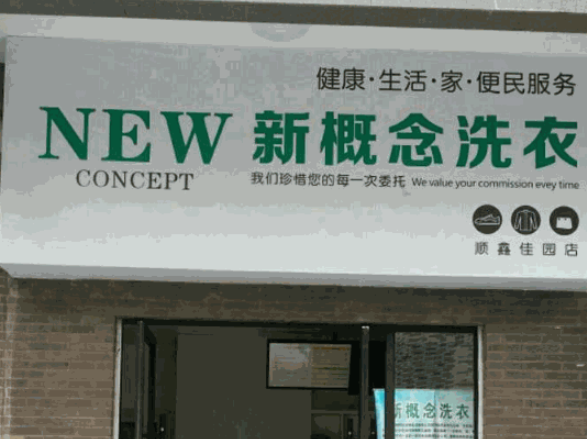 健康·生活·家·便民服务
NEW 新概念洗衣
CONCEPT
我们珍惜您的每一次委托 We value your commission evey time
顺鑫佳园店
新概念洗衣